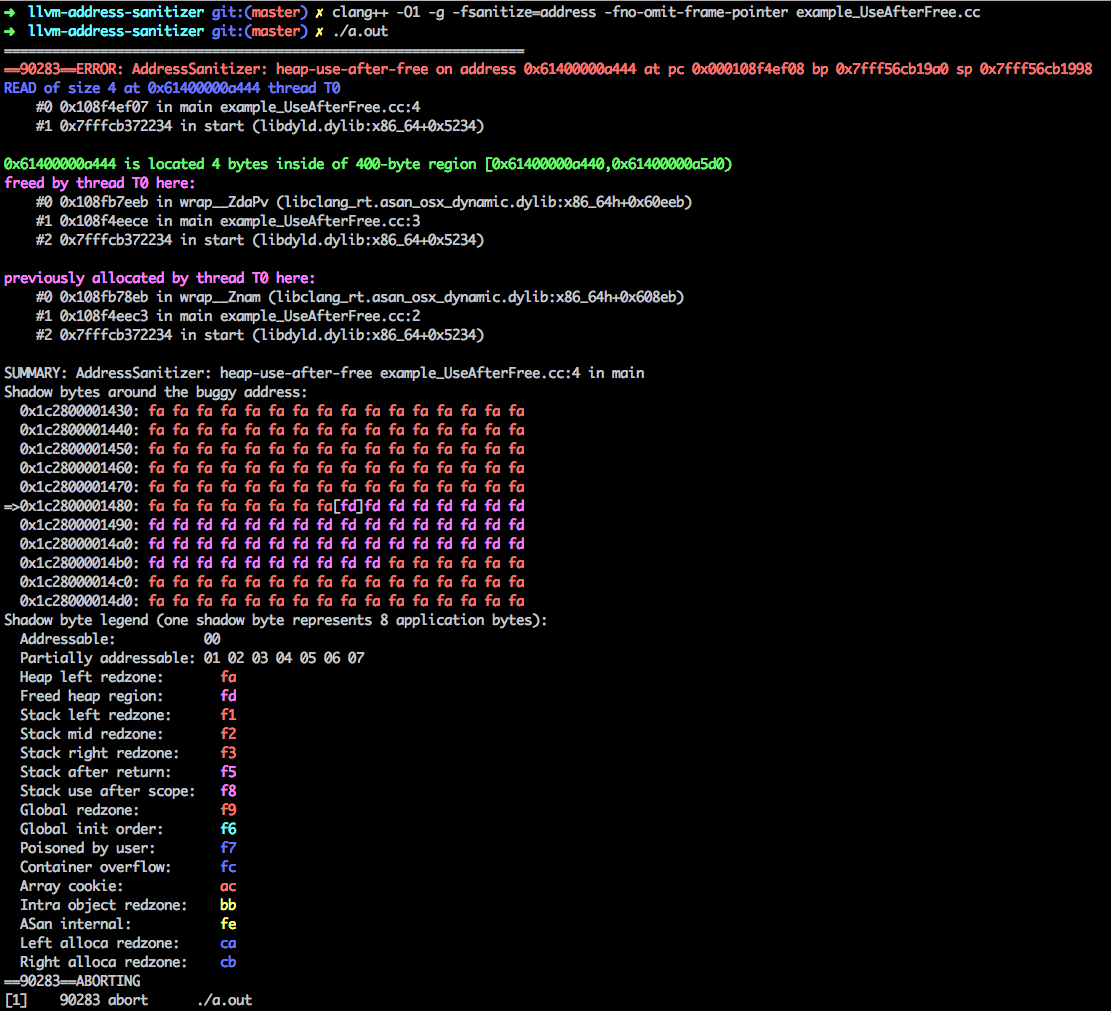 ➜  llvm-address-sanitizer git:(master) ✗ clang++ -O1 -g -fsanitize=address -fno-omit-frame-pointer example_UseAfterFree.cc
➜  llvm-address-sanitizer git:(master) ✗ ./a.out
=================================================================
==90283==ERROR: AddressSanitizer: heap-use-after-free on address 0x61400000a444 at pc 0x000108f4ef08 bp 0x7fff56cb19a0 sp 0x7fff56cb1998
READ of size 4 at 0x61400000a444 thread T0
    #0 0x108f4ef07 in main example_UseAfterFree.cc:4
    #1 0x7fffcb372234 in start (libdyld.dylib:x86_64+0x5234)

0x61400000a444 is located 4 bytes inside of 400-byte region [0x61400000a440,0x61400000a5d0)
freed by thread T0 here:
    #0 0x108fb7eeb in wrap__ZdaPv (libclang_rt.asan_osx_dynamic.dylib:x86_64h+0x60eeb)
    #1 0x108f4eece in main example_UseAfterFree.cc:3
    #2 0x7fffcb372234 in start (libdyld.dylib:x86_64+0x5234)

previously allocated by thread T0 here:
    #0 0x108fb78eb in wrap__Znam (libclang_rt.asan_osx_dynamic.dylib:x86_64h+0x608eb)
    #1 0x108f4eec3 in main example_UseAfterFree.cc:2
    #2 0x7fffcb372234 in start (libdyld.dylib:x86_64+0x5234)

SUMMARY: AddressSanitizer: heap-use-after-free example_UseAfterFree.cc:4 in main
Shadow bytes around the buggy address:
  0x1c2800001430: fa fa fa fa fa fa fa fa fa fa fa fa fa fa fa fa
  0x1c2800001440: fa fa fa fa fa fa fa fa fa fa fa fa fa fa fa fa
  0x1c2800001450: fa fa fa fa fa fa fa fa fa fa fa fa fa fa fa fa
  0x1c2800001460: fa fa fa fa fa fa fa fa fa fa fa fa fa fa fa fa
  0x1c2800001470: fa fa fa fa fa fa fa fa fa fa fa fa fa fa fa fa
=>0x1c2800001480: fa fa fa fa fa fa fa fa[fd]fd fd fd fd fd fd fd
  0x1c2800001490: fd fd fd fd fd fd fd fd fd fd fd fd fd fd fd fd
  0x1c28000014a0: fd fd fd fd fd fd fd fd fd fd fd fd fd fd fd fd
  0x1c28000014b0: fd fd fd fd fd fd fd fd fd fd fa fa fa fa fa fa
  0x1c28000014c0: fa fa fa fa fa fa fa fa fa fa fa fa fa fa fa fa
  0x1c28000014d0: fa fa fa fa fa fa fa fa fa fa fa fa fa fa fa fa
Shadow byte legend (one shadow byte represents 8 application bytes):
  Addressable:           00
  Partially addressable: 01 02 03 04 05 06 07
  Heap left redzone:       fa
  Freed heap region:       fd
  Stack left redzone:      f1
  Stack mid redzone:       f2
  Stack right redzone:     f3
  Stack after return:      f5
  Stack use after scope:   f8
  Global redzone:          f9
  Global init order:       f6
  Poisoned by user:        f7
  Container overflow:      fc
  Array cookie:            ac
  Intra object redzone:    bb
  ASan internal:           fe
  Left alloca redzone:     ca
  Right alloca redzone:    cb
==90283==ABORTING
[1]    90283 abort      ./a.out